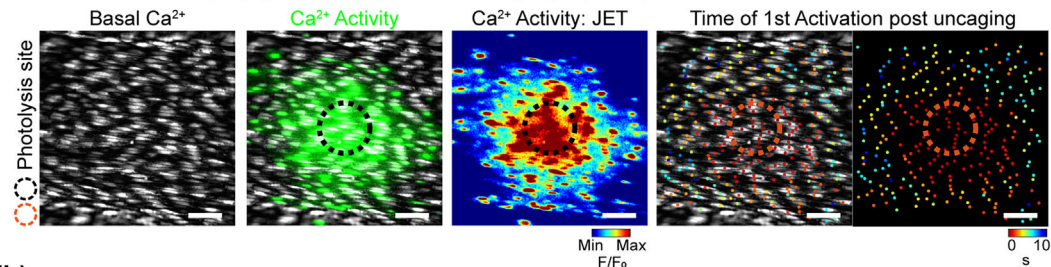 Basal Ca²⁺
Ca²⁺ Activity
Ca²⁺ Activity: JET
Time of 1st Activation post uncaging
Photolysis site
Min Max
F/F₀
0 10
s